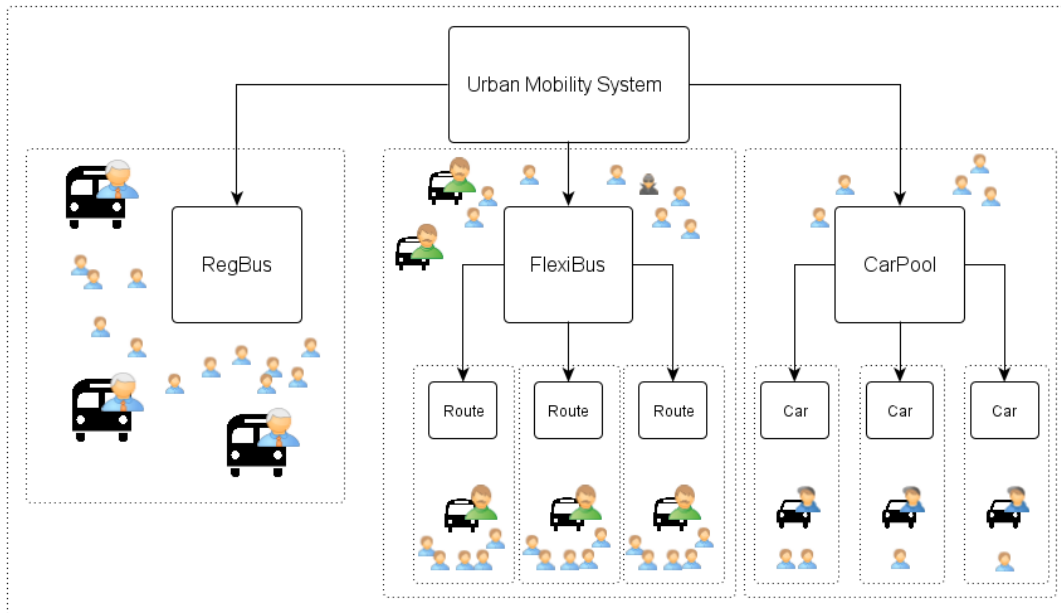 Urban Mobility System
RegBus
FlexiBus
CarPool
Route
Route
Route
Car
Car
Car